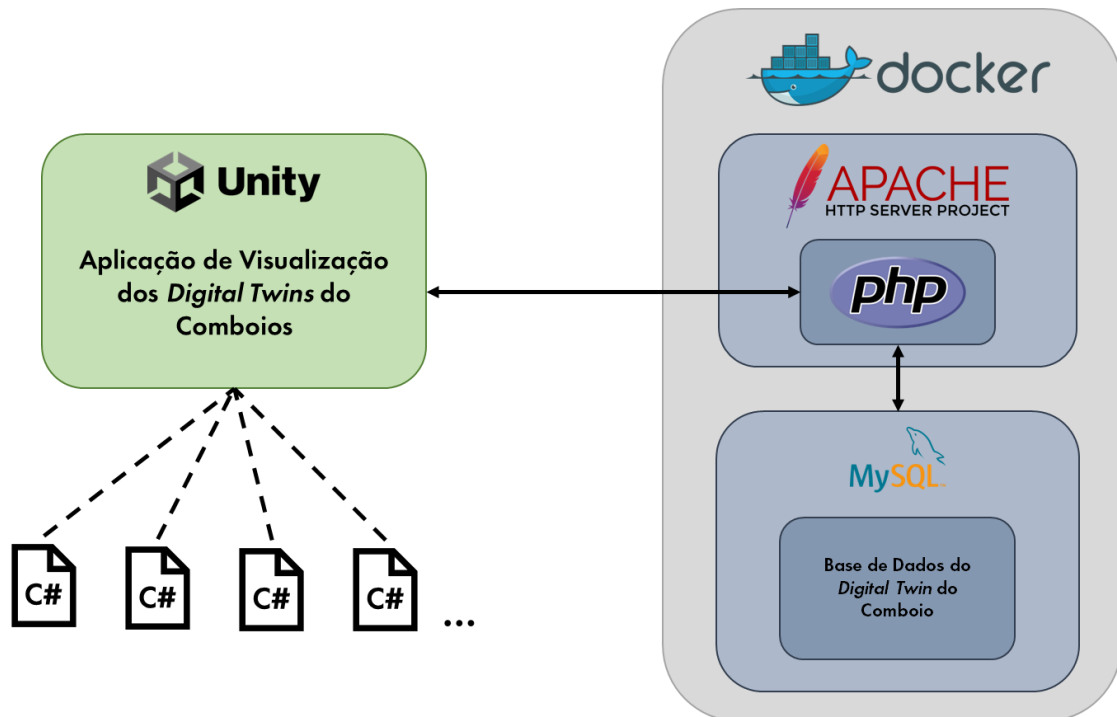 docker
Unity
Aplicação de Visualização
dos Digital Twins do
Comboios
APACHE
HTTP SERVER PROJECT
php
MySQL
Base de Dados do
Digital Twin do
Comboio
C#
C#
C#
C#
...